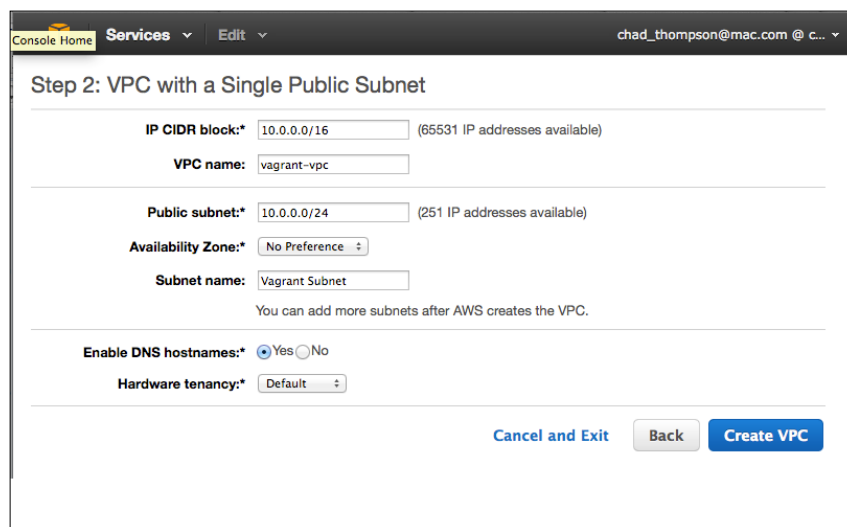 Console Home
Services
Edit
chad_thompson@mac.com @ c...
Step 2: VPC with a Single Public Subnet
IP CIDR block:* 10.0.0.0/16 (65531 IP addresses available)
VPC name: vagrant-vpc
Public subnet:* 10.0.0.0/24 (251 IP addresses available)
Availability Zone:* No Preference
Subnet name: Vagrant Subnet
You can add more subnets after AWS creates the VPC.
Enable DNS hostnames:* Yes No
Hardware tenancy:* Default
Cancel and Exit
Back
Create VPC